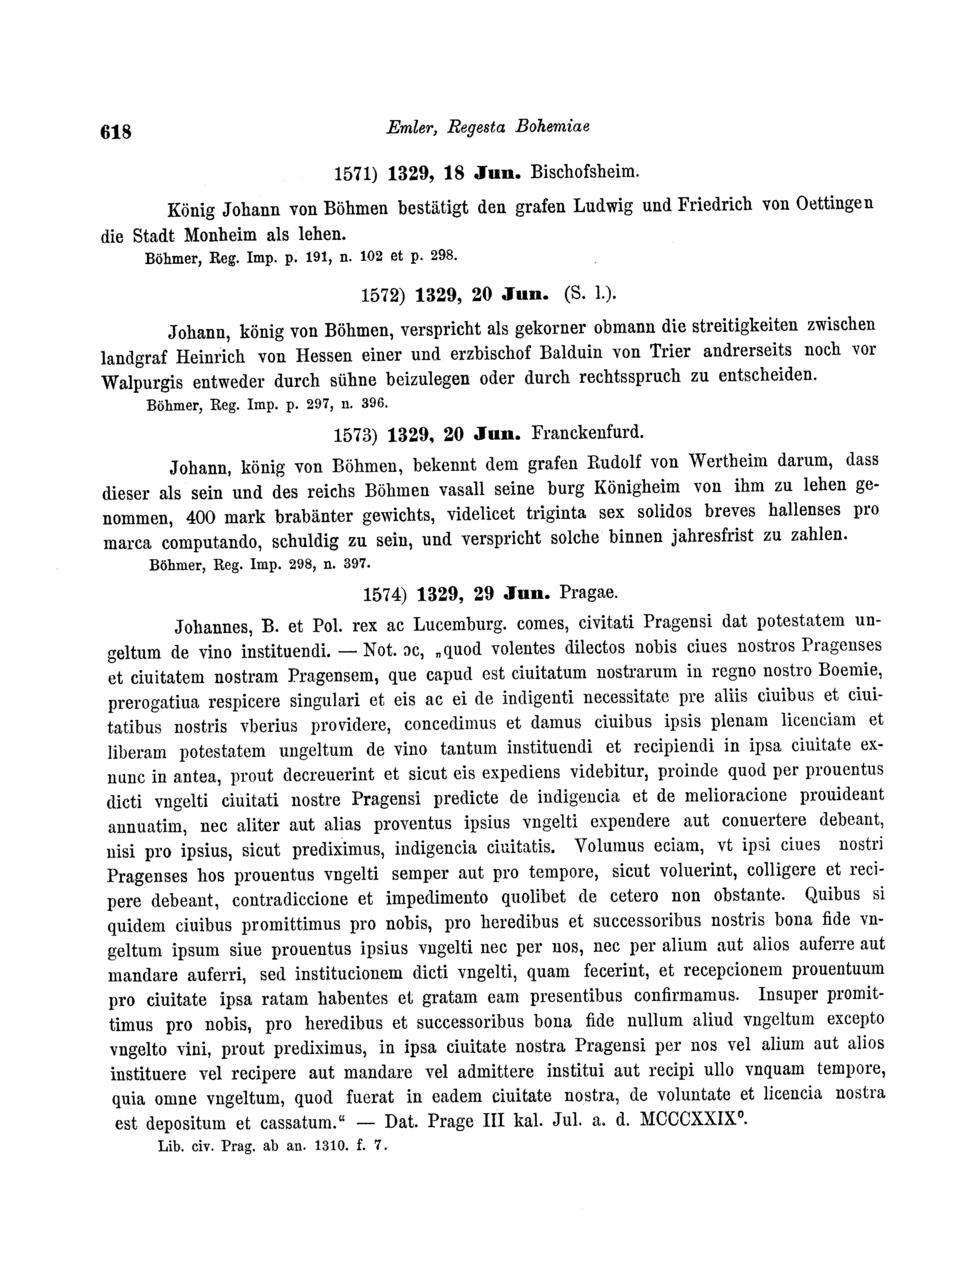 618
Emler, Regesta Bohemiae
1571) 1329, 18 Jun. Bischofsheim.
König Johann von Böhmen bestätigt den grafen Ludwig und Friedrich von Oettingen
die Stadt Monheim als lehen.
Böhmer, Reg. Imp. p. 191, n. 102 et p. 298.
1572) 1329, 20 Jun. (S. l.).
Johann, könig von Böhmen, verspricht als gekorner obmann die streitigkeiten zwischen
landgraf Heinrich von Hessen einer und erzbischof Balduin von Trier andrerseits noch vor
Walpurgis entweder durch sühne beizulegen oder durch rechtsspruch zu entscheiden.
Böhmer, Reg. Imp. p. 297, n. 396.
1573) 1329, 20 Jun. Franckenfurd.
Johann, könig von Böhmen, bekennt dem grafen Rudolf von Wertheim darum, dass
dieser als sein und des reichs Böhmen vasall seine burg Königheim von ihm zu lehen ge-
nommen, 400 mark brabänter gewichts, videlicet triginta sex solidos breves hallenses pro
marca computando, schuldig zu sein, und verspricht solche binnen jahresfrist zu zahlen.
Böhmer, Reg. Imp. 298, n. 397.
1574) 1329, 29 Jun. Pragae.
Johannes, B. et Pol. rex ac Lucemburg. comes, civitati Pragensi dat potestatem un-
geltum de vino instituendi. — Not. ɔc, „quod volentes dilectos nobis ciues nostros Pragenses
et ciuitatem nostram Pragensem, que capud est ciuitatum nostrarum in regno nostro Boemie,
prerogatiua respicere singulari et eis ac ei de indigenti necessitate pre aliis ciuibus et ciui-
tatibus nostris vberius providere, concedimus et damus ciuibus ipsis plenam licenciam et
liberam potestatem ungeltum de vino tantum instituendi et recipiendi in ipsa ciuitate ex-
nunc in antea, prout decreuerint et sicut eis expediens videbitur, proinde quod per prouentus
dicti vngelti ciuitati nostre Pragensi predicte de indigencia et de melioracione prouideant
annuatim, nec aliter aut alias proventus ipsius vngelti expendere aut conuertere debeant,
nisi pro ipsius, sicut prediximus, indigencia ciuitatis. Volumus eciam, vt ipsi ciues nostri
Pragenses hos prouentus vngelti semper aut pro tempore, sicut voluerint, colligere et reci-
pere debeant, contradiccione et impedimento quolibet de cetero non obstante. Quibus si
quidem ciuibus promittimus pro nobis, pro heredibus et successoribus nostris bona fide vn-
geltum ipsum siue prouentus ipsius vngelti nec per nos, nec per alium aut alios auferre aut
mandare auferri, sed institucionem dicti vngelti, quam fecerint, et recepcionem prouentuum
pro ciuitate ipsa ratam habentes et gratam eam presentibus confirmamus. Insuper promit-
timus pro nobis, pro heredibus et successoribus bona fide nullum aliud vngeltum excepto
vngelto vini, prout prediximus, in ipsa ciuitate nostra Pragensi per nos vel alium aut alios
instituere vel recipere aut mandare vel admittere institui aut recipi ullo vnquam tempore,
quia omne vngeltum, quod fuerat in eadem ciuitate nostra, de voluntate et licencia nostra
est depositum et cassatum.“ — Dat. Prage III kal. Jul. a. d. MCCCXXIX⁰.
Lib. civ. Prag. ab an. 1310. f. 7.